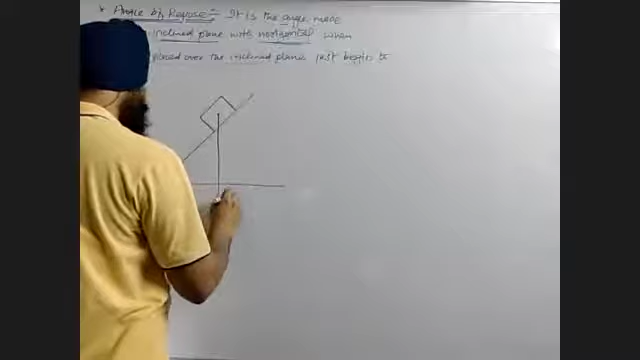 * Angle of Repose :- It is the angle made
inclined plane with horizontal when
placed over the inclined plane just begin to